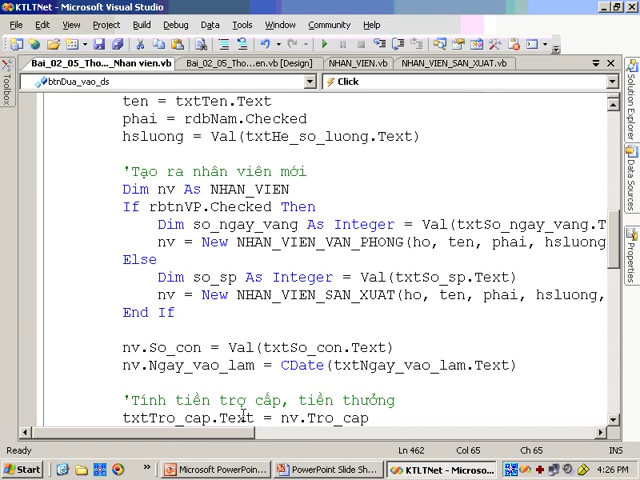 KTLTNet - Microsoft Visual Studio
File Edit View Project Build Debug Data Tools Window Community Help
Bai_02_05_Tho..._Nhan vien.vb Bai_02_05_Tho...en.vb [Design] NHAN_VIEN.vb NHAN_VIEN_SAN_XUAT.vb
btnDua_vao_ds Click
ten = txtTen.Text
phai = rdbNam.Checked
hsluong = Val(txtHe_so_luong.Text)
'Tạo ra nhân viên mới
Dim nv As NHAN_VIEN
If rbtnVP.Checked Then
Dim so_ngay_vang As Integer = Val(txtSo_ngay_vang.T
nv = New NHAN_VIEN_VAN_PHONG(ho, ten, phai, hsluong
Else
Dim so_sp As Integer = Val(txtSo_sp.Text)
nv = New NHAN_VIEN_SAN_XUAT(ho, ten, phai, hsluong,
End If
nv.So_con = Val(txtSo_con.Text)
nv.Ngay_vao_lam = CDate(txtNgay_vao_lam.Text)
'Tính tiền trợ cấp, tiền thưởng
txtTro_cap.Text = nv.Tro_cap
Toolbox
Solution Explorer
Data Sources
Properties
Ready Ln 462 Col 65 Ch 65 INS
Start » Microsoft PowerPoin... PowerPoint Slide Sh... KTLTNet - Microso... « 4:26 PM